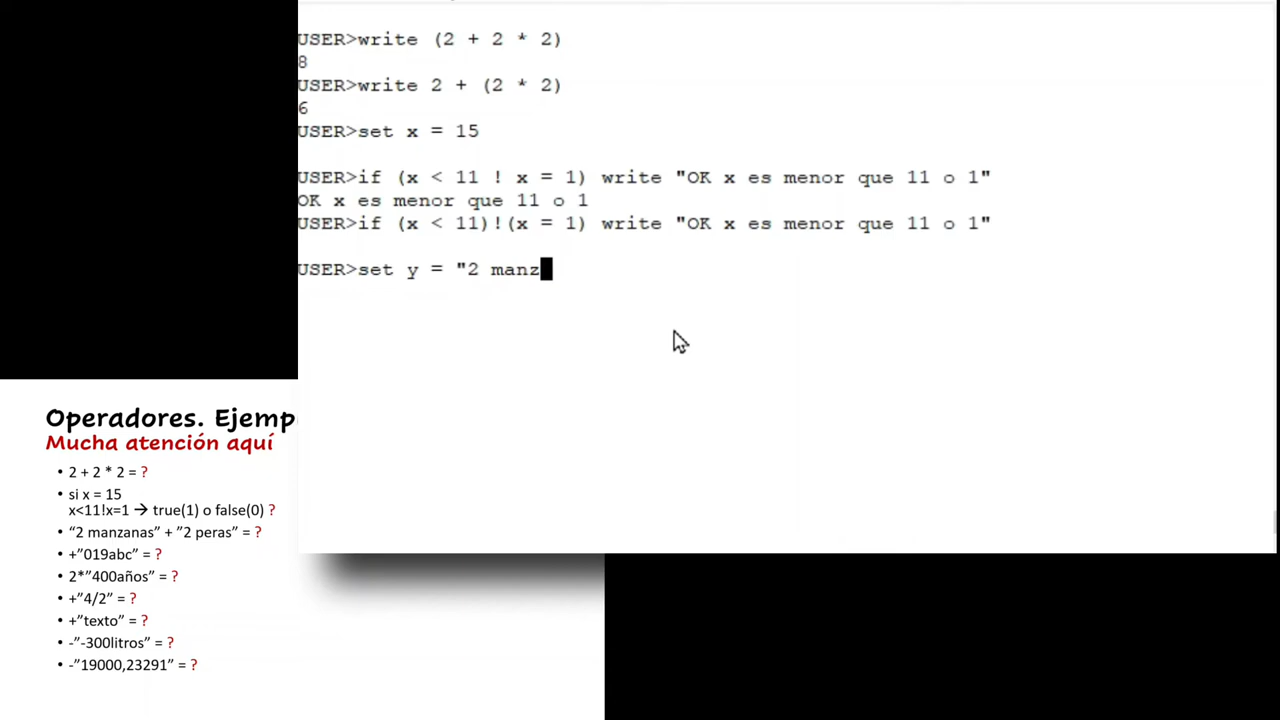 USER>write (2 + 2 * 2)
8
USER>write 2 + (2 * 2)
6
USER>set x = 15
USER>if (x < 11 ! x = 1) write "OK x es menor que 11 o 1"
OK x es menor que 11 o 1
USER>if (x < 11)!(x = 1) write "OK x es menor que 11 o 1"
USER>set y = "2 manz
Operadores. Ejemp
Mucha atención aquí
• 2 + 2 * 2 = ?
• si x = 15
x<11!x=1 → true(1) o false(0) ?
• “2 manzanas” + ”2 peras” = ?
• +”019abc” = ?
• 2*”400años” = ?
• +”4/2” = ?
• +”texto” = ?
• -”-300litros” = ?
• -”19000,23291” = ?